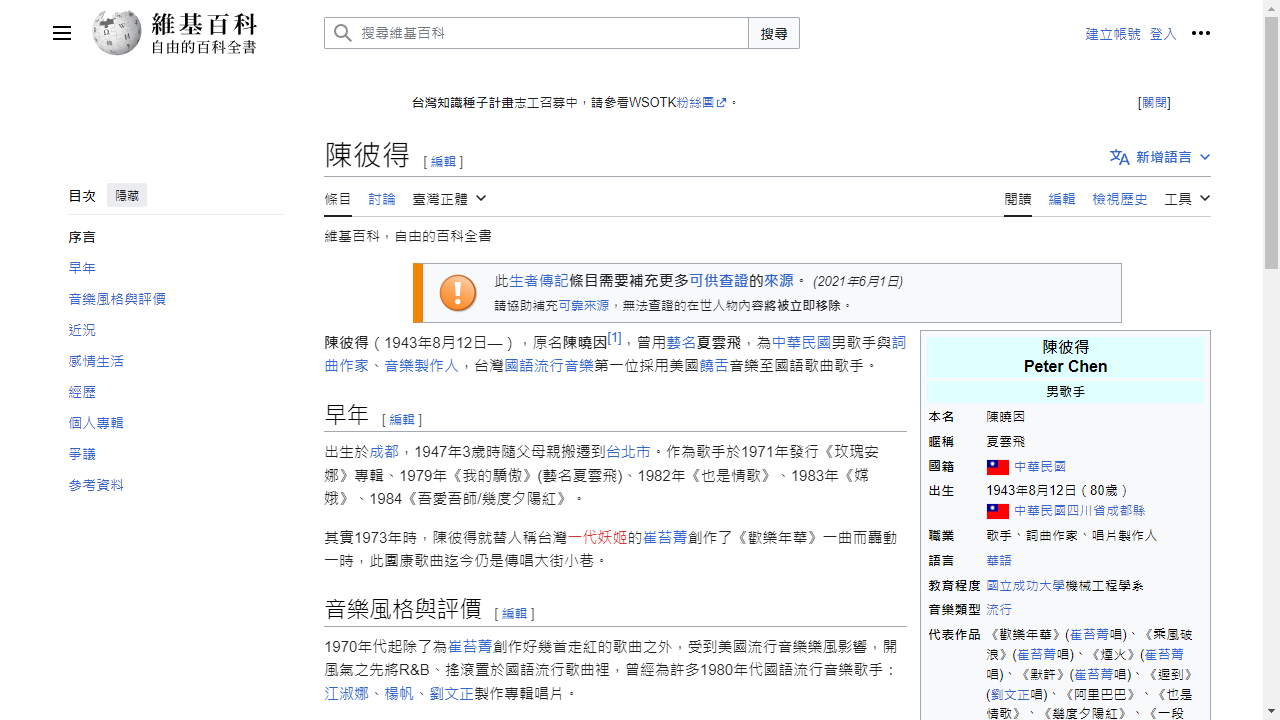 維基百科
自由的百科全書
搜尋維基百科
搜尋
建立帳號 登入
台灣知識種子計畫志工召募中，請參看WSOTK粉絲團。
[關閉]
陳彼得 [編輯]
新增語言
目次 隱藏
序言
早年
音樂風格與評價
近況
感情生活
經歷
個人專輯
爭議
參考資料
條目 討論 臺灣正體
閱讀 編輯 檢視歷史 工具
維基百科，自由的百科全書
此生者傳記條目需要補充更多可供查證的來源。 (2021年6月1日)
請協助補充可靠來源，無法查證的在世人物內容將被立即移除。
陳彼得（1943年8月12日—），原名陳曉因[1]，曾用藝名夏雲飛，為中華民國男歌手與詞
曲作家、音樂製作人，台灣國語流行音樂第一位採用美國饒舌音樂至國語歌曲歌手。
早年 [編輯]
出生於成都，1947年3歲時隨父母親搬遷到台北市。作為歌手於1971年發行《玫瑰安
娜》專輯、1979年《我的驕傲》(藝名夏雲飛)、1982年《也是情歌》、1983年《嫦
娥》、1984《吾愛吾師/幾度夕陽紅》。
其實1973年時，陳彼得就替人稱台灣一代妖姬的崔苔菁創作了《歡樂年華》一曲而轟動
一時，此團康歌曲迄今仍是傳唱大街小巷。
音樂風格與評價 [編輯]
1970年代起除了為崔苔菁創作好幾首走紅的歌曲之外，受到美國流行音樂樂風影響，開
風氣之先將R&B、搖滾置於國語流行歌曲裡，曾經為許多1980年代國語流行音樂歌手：
江淑娜、楊帆、劉文正製作專輯唱片。
陳彼得
Peter Chen
男歌手
本名 陳曉因
暱稱 夏雲飛
國籍 中華民國
出生 1943年8月12日（80歲）
中華民國四川省成都縣
職業 歌手、詞曲作家、唱片製作人
語言 華語
教育程度 國立成功大學機械工程學系
音樂類型 流行
代表作品 《歡樂年華》(崔苔菁唱)、《乘風破
浪》(崔苔菁唱)、《煙火》(崔苔菁
唱)、《默許》(崔苔菁唱)、《遲到》
(劉文正唱)、《阿里巴巴》、《也是
情歌》、《幾度夕陽紅》、《一段